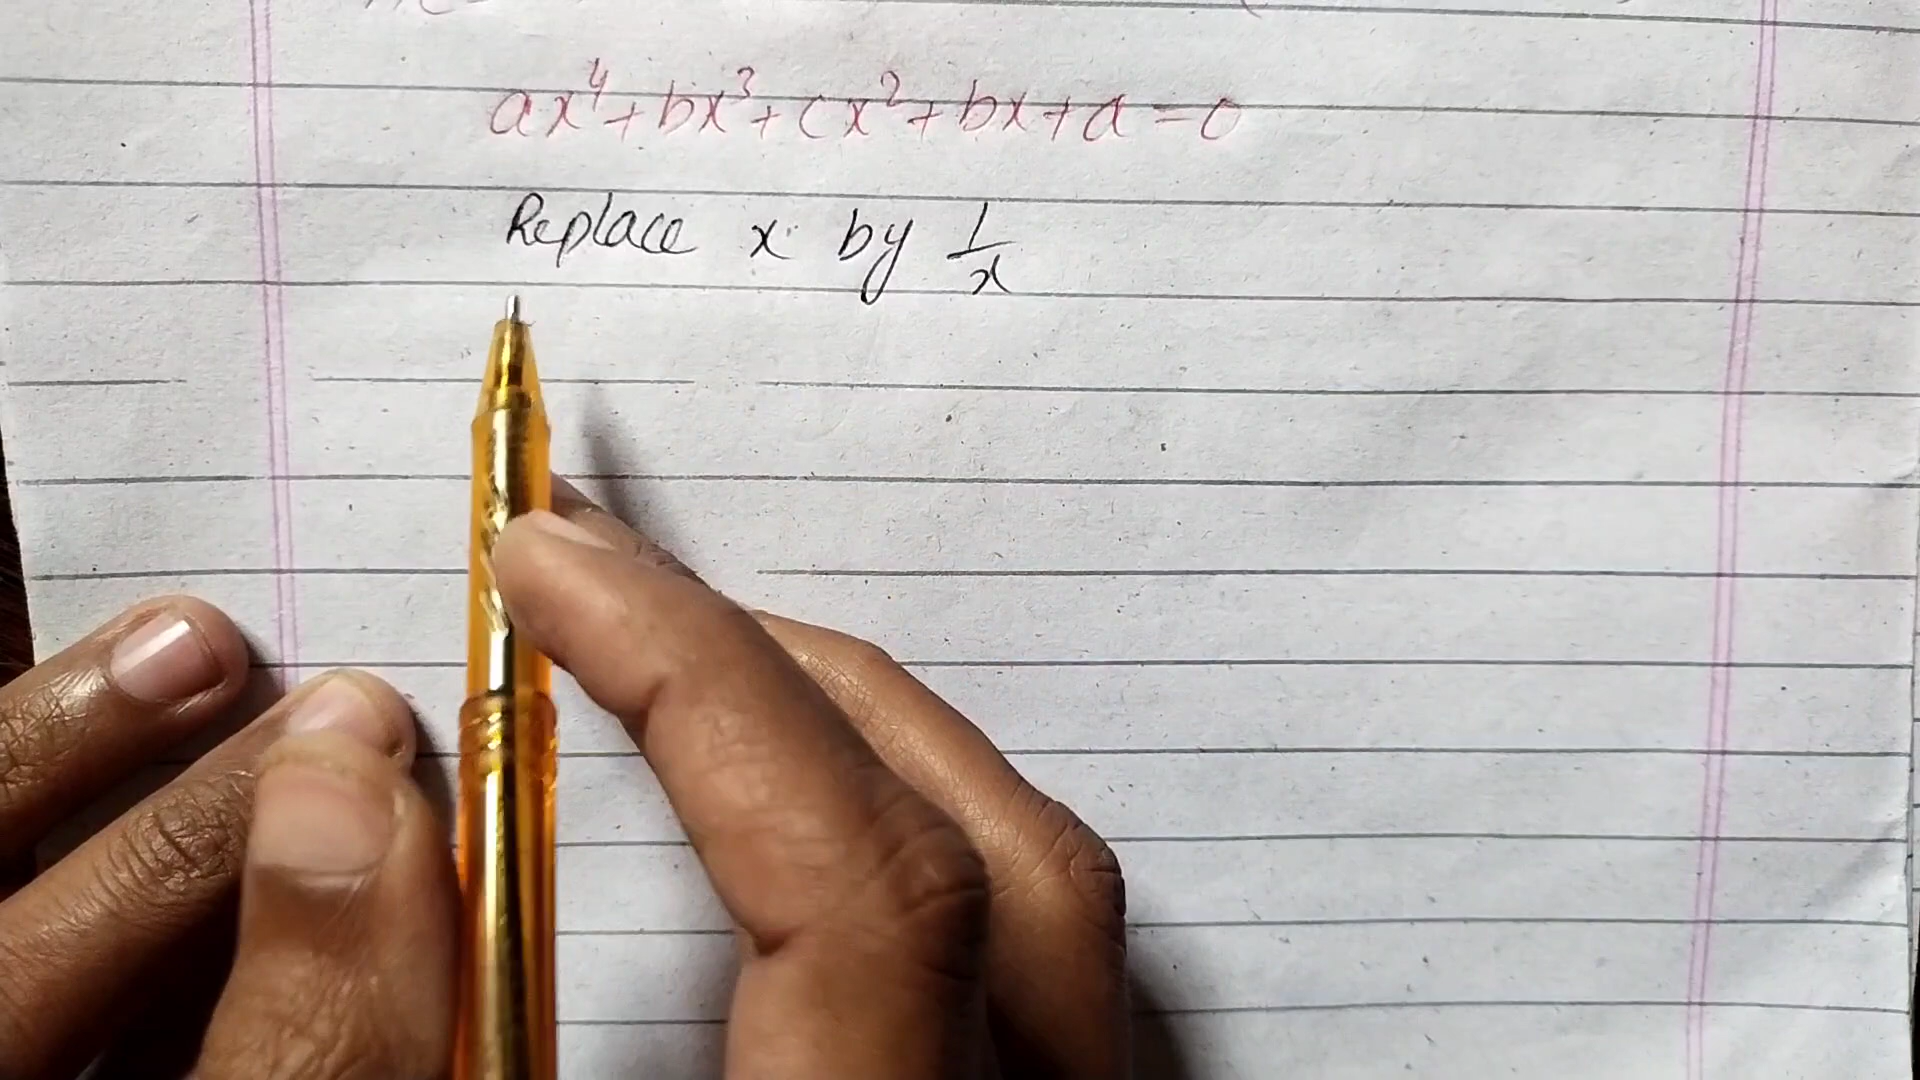 ax⁴+bx³+cx²+bx+a=0
Replace x by 1/x